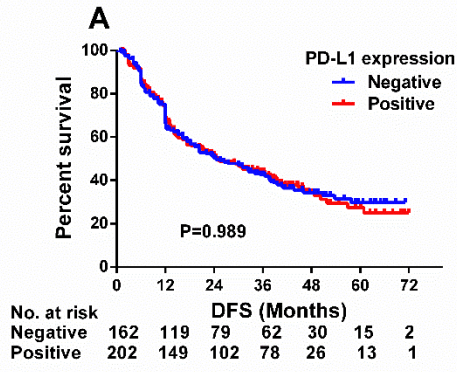 A
PD-L1 expression
Negative
Positive
Percent survival
100
80
60
40
20
0
P=0.989
0 12 24 36 48 60 72
DFS (Months)
No. at risk
Negative 162 119 79 62 30 15 2
Positive 202 149 102 78 26 13 1